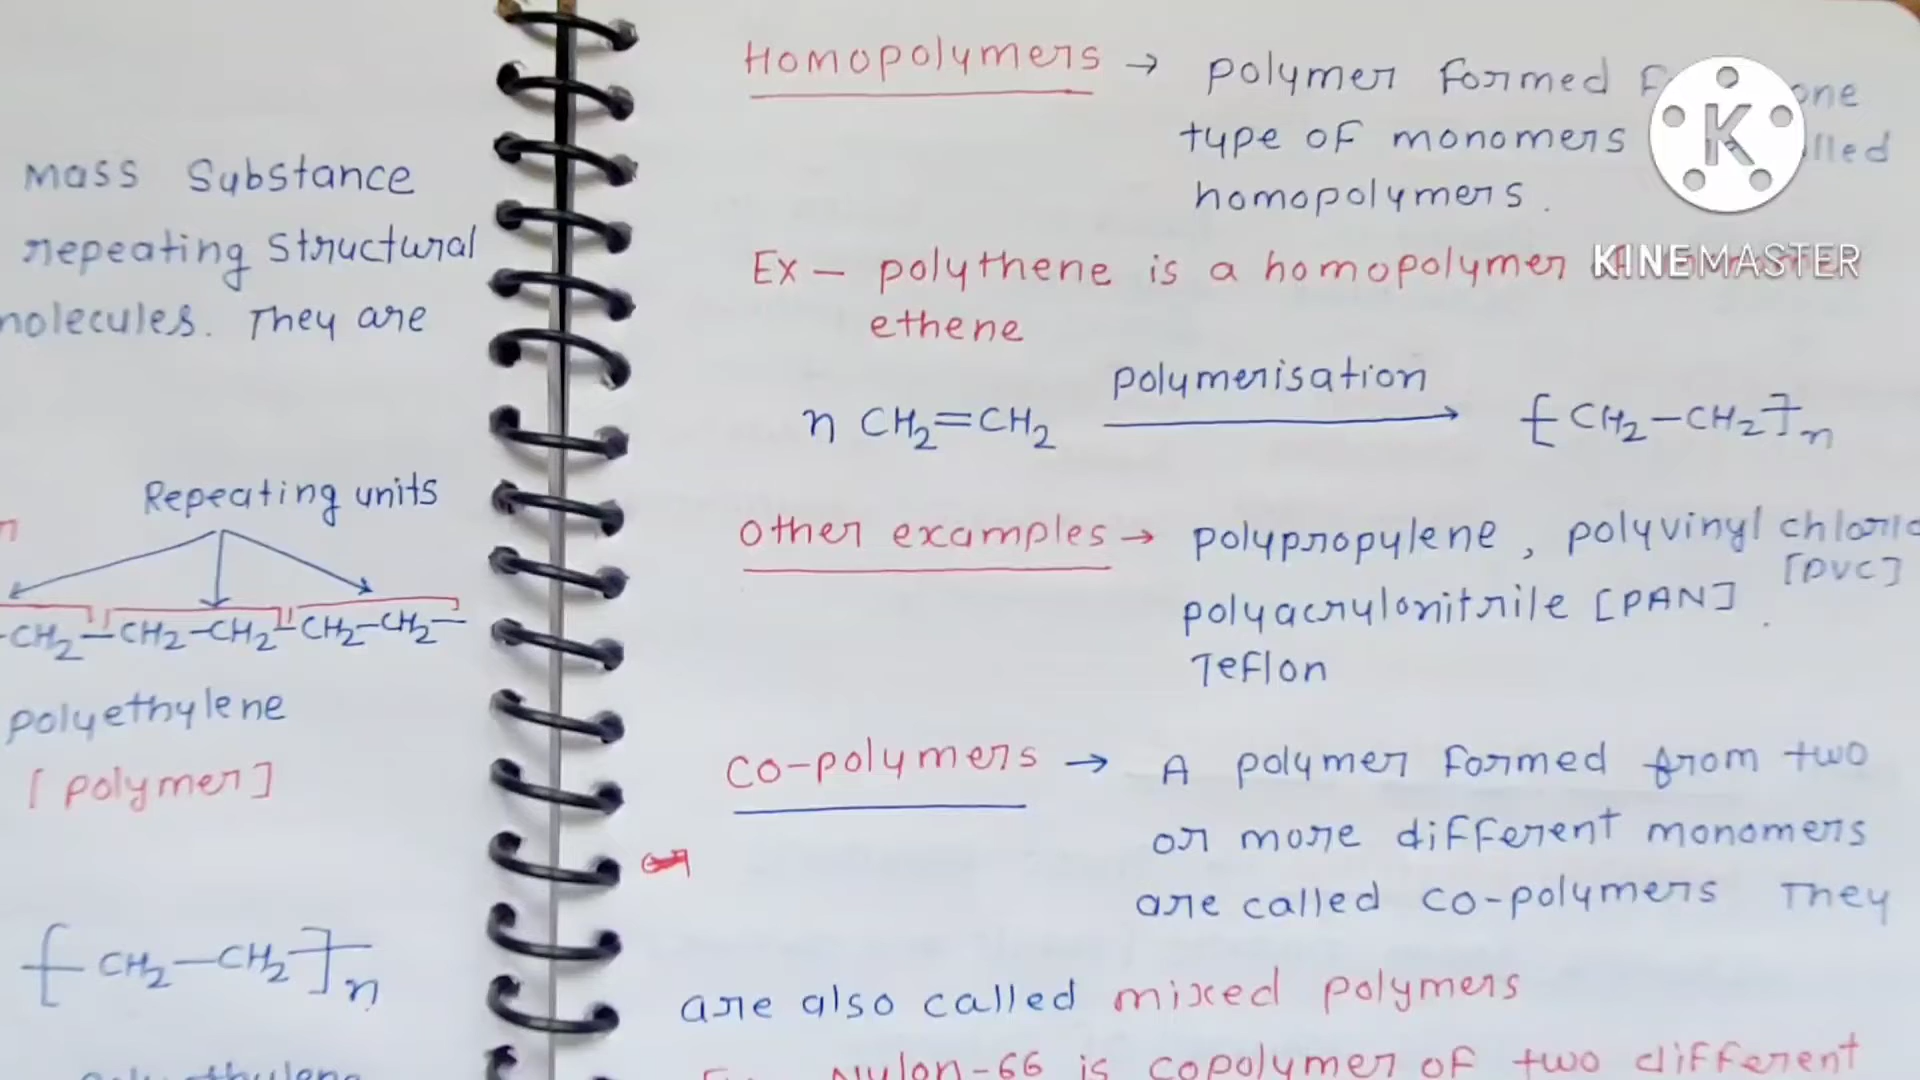 mass substance
repeating structural
molecules. They are
Repeating units
-CH2-CH2-CH2-CH2-CH2-
polyethylene
[polymer]
[CH2-CH2]n
Homopolymers → polymer formed one
type of monomers
homopolymers.
Ex - polythene is a homopolymer
ethene
polymerisation
n CH2=CH2 → [CH2-CH2]n
other examples → polypropylene, polyvinyl
[PVC]
polyacrylonitrile [PAN]
Teflon
co-polymers → A polymer formed from two
or more different monomers
are called co-polymers They
are also called mixed polymers
Nylon-66 is copolymer of two different
K
KINEMASTER